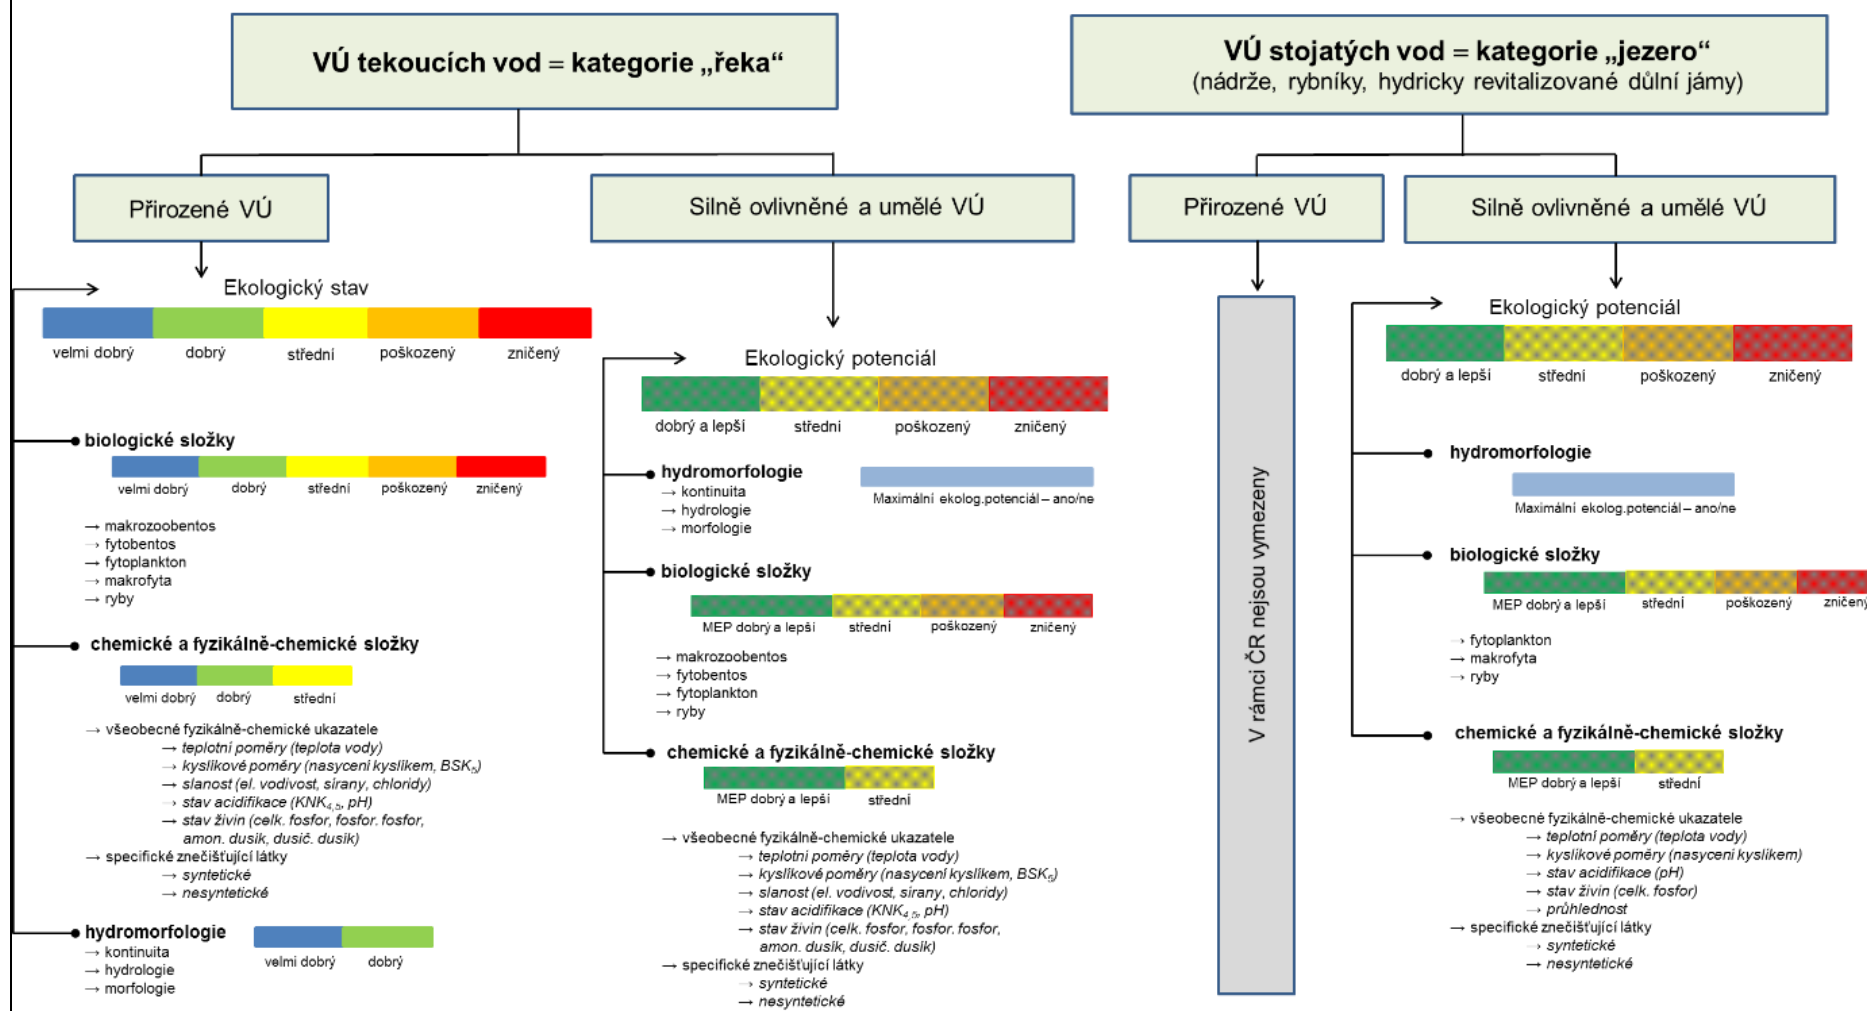 VÚ tekoucích vod = kategorie „řeka“
Přirozené VÚ
Silně ovlivněné a umělé VÚ
Ekologický stav
velmi dobrý
dobrý
střední
poškozený
zničený
biologické složky
velmi dobrý
dobrý
střední
poškozený
zničený
→ makrozoobentos
→ fytobentos
→ fytoplankton
→ makrofyta
→ ryby
chemické a fyzikálně-chemické složky
velmi dobrý
dobrý
střední
→ všeobecné fyzikálně-chemické ukazatele
→ teplotní poměry (teplota vody)
→ kyslíkové poměry (nasycení kyslíkem, BSK5)
→ slanost (el. vodivost, sírany, chloridy)
→ stav acidifikace (KNK4,5, pH)
→ stav živin (celk. fosfor, fosfor. fosfor,
amon. dusík, dusič. dusík)
→ specifické znečišťující látky
→ syntetické
→ nesyntetické
hydromorfologie
velmi dobrý
dobrý
→ kontinuita
→ hydrologie
→ morfologie
Ekologický potenciál
dobrý a lepší
střední
poškozený
zničený
hydromorfologie
→ kontinuita
→ hydrologie
→ morfologie
Maximální ekolog.potenciál – ano/ne
biologické složky
MEP dobrý a lepší
střední
poškozený
zničený
→ makrozoobentos
→ fytobentos
→ fytoplankton
→ ryby
chemické a fyzikálně-chemické složky
MEP dobrý a lepší
střední
→ všeobecné fyzikálně-chemické ukazatele
→ teplotní poměry (teplota vody)
→ kyslíkové poměry (nasycení kyslíkem, BSK5)
→ slanost (el. vodivost, sírany, chloridy)
→ stav acidifikace (KNK4,5, pH)
→ stav živin (celk. fosfor, fosfor. fosfor,
amon. dusík, dusič. dusík)
→ specifické znečišťující látky
→ syntetické
→ nesyntetické
VÚ stojatých vod = kategorie „jezero“
(nádrže, rybníky, hydricky revitalizované důlní jámy)
Přirozené VÚ
Silně ovlivněné a umělé VÚ
V rámci ČR nejsou vymezeny
Ekologický potenciál
dobrý a lepší
střední
poškozený
zničený
hydromorfologie
Maximální ekolog.potenciál – ano/ne
biologické složky
MEP dobrý a lepší
střední
poškozený
zničený
→ fytoplankton
→ makrofyta
→ ryby
chemické a fyzikálně-chemické složky
MEP dobrý a lepší
střední
→ všeobecné fyzikálně-chemické ukazatele
→ teplotní poměry (teplota vody)
→ kyslíkové poměry (nasycení kyslíkem)
→ stav acidifikace (pH)
→ stav živin (celk. fosfor)
→ průhlednost
→ specifické znečišťující látky
→ syntetické
→ nesyntetické